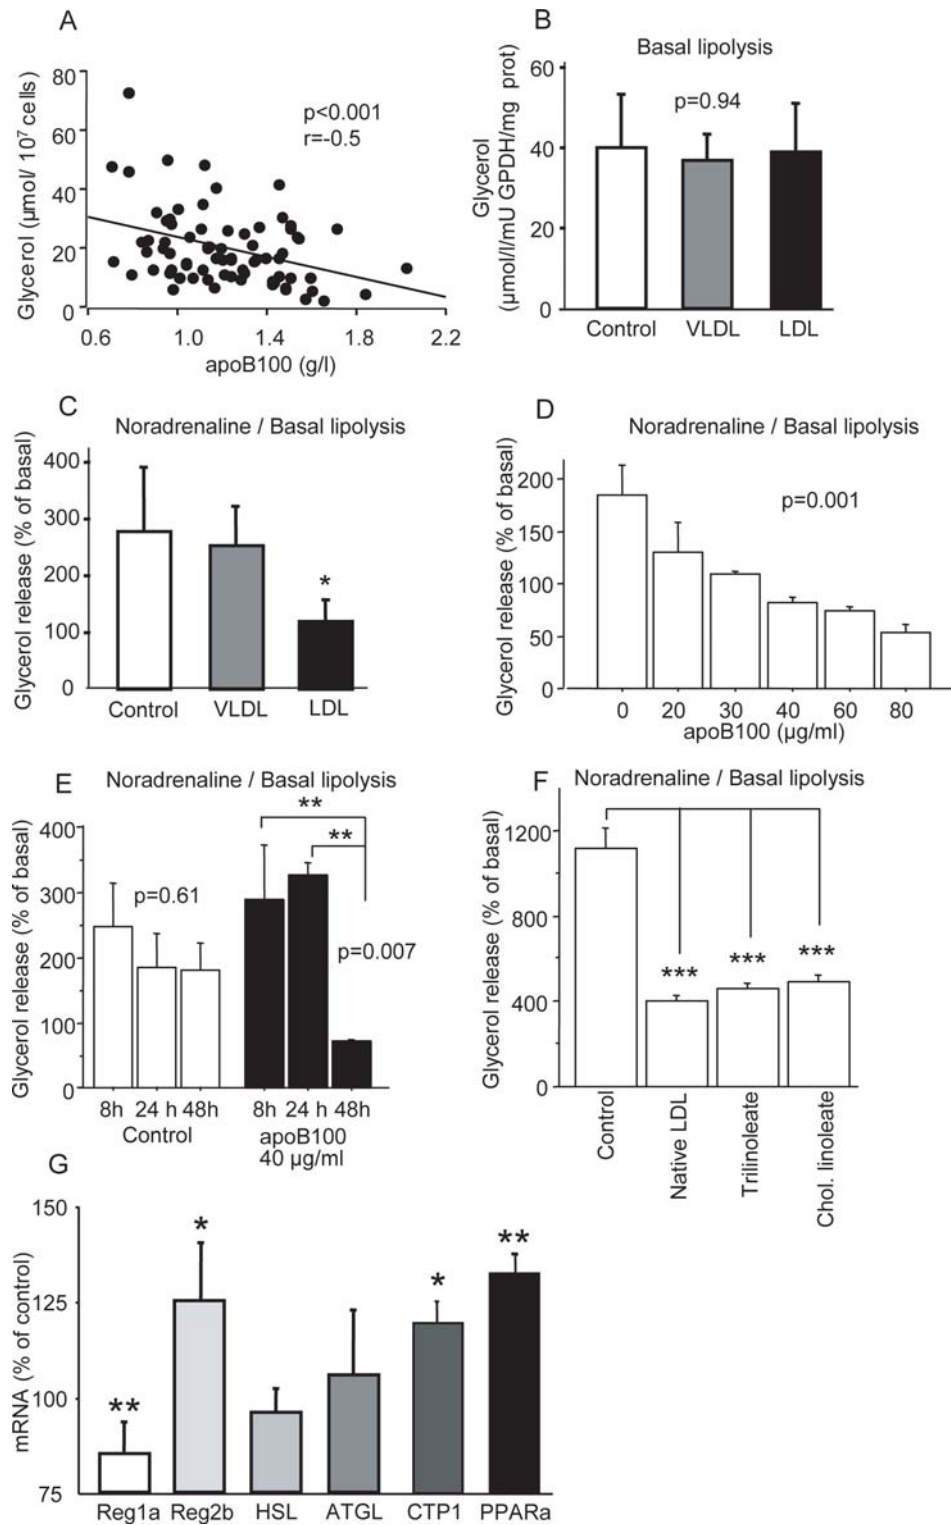 A
Glycerol (µmol/ 10⁷ cells)
80
60
40
20
0
p<0.001
r=-0.5
0.6 1.0 1.4 1.8 2.2
apoB100 (g/l)
B
Basal lipolysis
Glycerol
(µmol/l/mU GPDH/mg prot)
60
40
20
0
p=0.94
Control VLDL LDL
C
Noradrenaline / Basal lipolysis
Glycerol release (% of basal)
400
300
200
100
0
*
Control VLDL LDL
D
Noradrenaline / Basal lipolysis
Glycerol release (% of basal)
200
150
100
50
0
p=0.001
0 20 30 40 60 80
apoB100 (µg/ml)
E
Noradrenaline / Basal lipolysis
Glycerol release (% of basal)
400
300
200
100
0
p=0.61
**
**
p=0.007
8h 24 h 48h 8h 24 h 48h
Control
apoB100
40 µg/ml
F
Noradrenaline / Basal lipolysis
Glycerol release (% of basal)
1200
800
400
0
*** *** ***
Control
Native LDL
Trilinoleate
Chol. linoleate
G
mRNA (% of control)
150
125
100
75
** * * **
Reg1a Reg2b HSL ATGL CTP1 PPARa